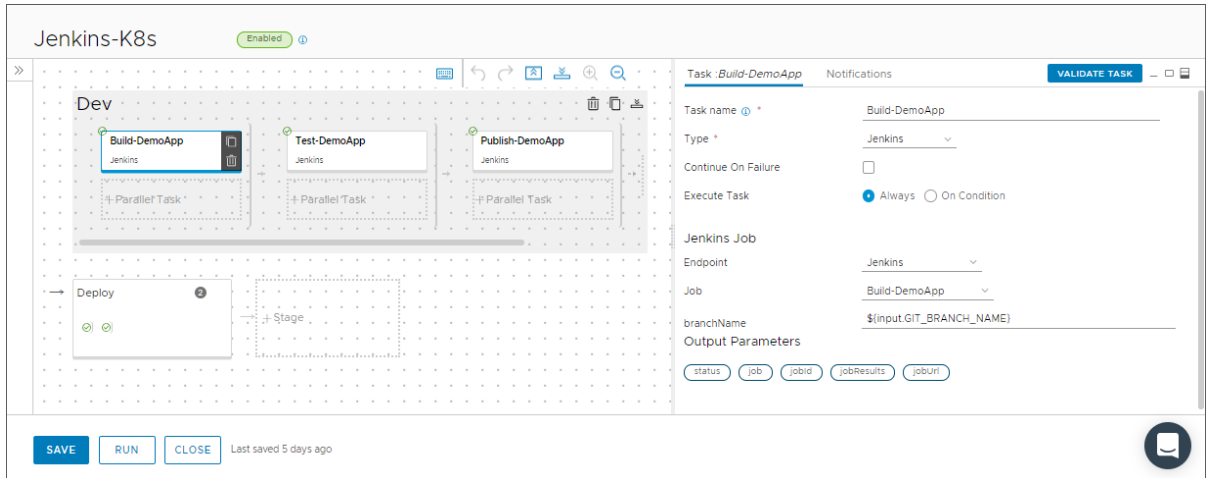 Jenkins-K8s
Enabled
Dev
Build-DemoApp
Jenkins
Test-DemoApp
Jenkins
Publish-DemoApp
Jenkins
+ Parallel Task
+ Parallel Task
+ Parallel Task
Deploy
2
+ Stage
Task :Build-DemoApp
Notifications
VALIDATE TASK
Task name *
Build-DemoApp
Type *
Jenkins
Continue On Failure
Execute Task
Always
On Condition
Jenkins Job
Endpoint
Jenkins
Job
Build-DemoApp
branchName
${input.GIT_BRANCH_NAME}
Output Parameters
status
job
jobId
jobResults
jobUrl
SAVE
RUN
CLOSE
Last saved 5 days ago